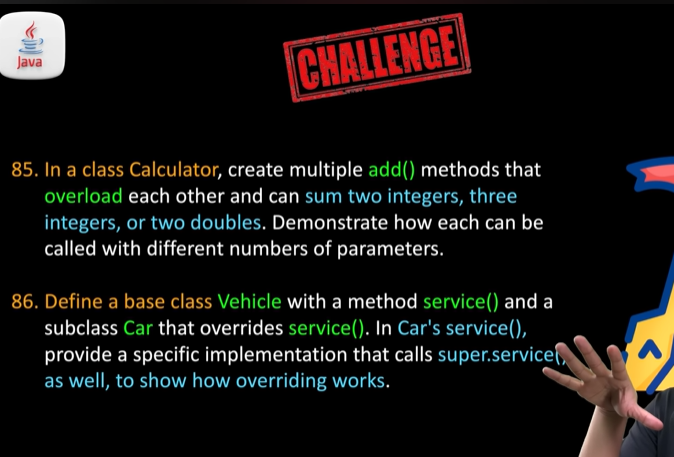 Java
CHALLENGE
85. In a class Calculator, create multiple add() methods that
overload each other and can sum two integers, three
integers, or two doubles. Demonstrate how each can be
called with different numbers of parameters.
86. Define a base class Vehicle with a method service() and a
subclass Car that overrides service(). In Car's service(),
provide a specific implementation that calls super.service(
as well, to show how overriding works.